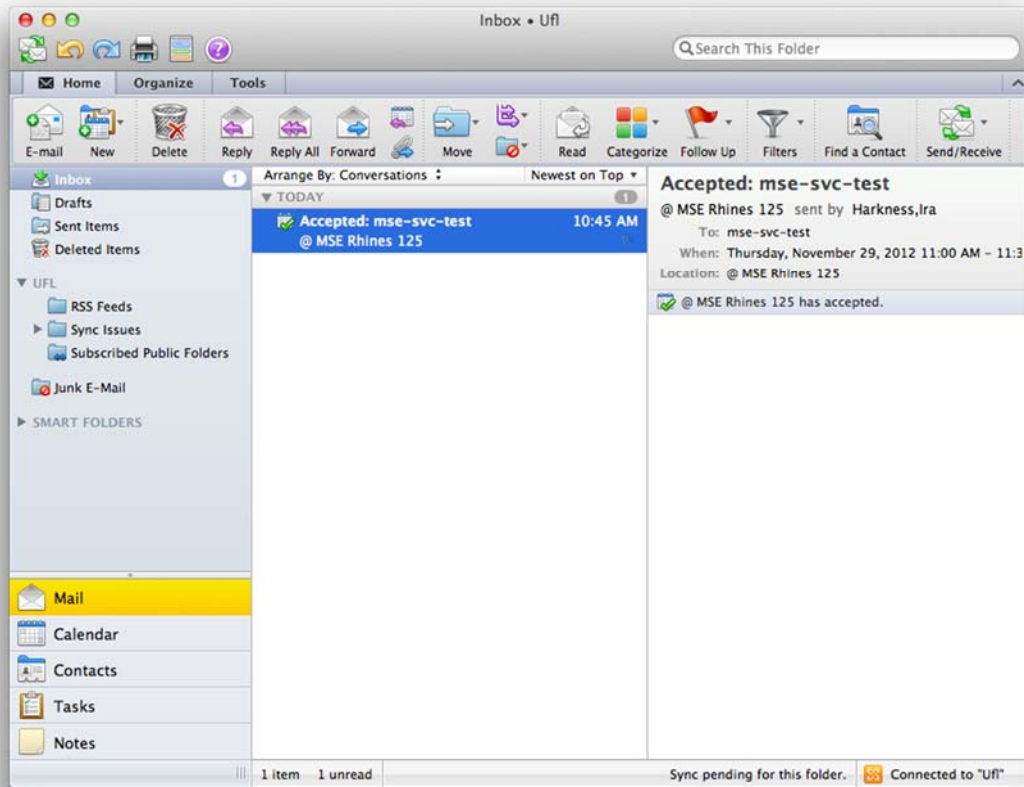 Inbox • Ufl
Search This Folder
Home Organize Tools
E-mail New Delete Reply Reply All Forward Move Read Categorize Follow Up Filters Find a Contact Send/Receive
Inbox 1
Drafts
Sent Items
Deleted Items
UFL
RSS Feeds
Sync Issues
Subscribed Public Folders
Junk E-Mail
SMART FOLDERS
Mail
Calendar
Contacts
Tasks
Notes
Arrange By: Conversations Newest on Top
TODAY 1
Accepted: mse-svc-test 10:45 AM
@ MSE Rhines 125
Accepted: mse-svc-test
@ MSE Rhines 125 sent by Harkness,Ira
To: mse-svc-test
When: Thursday, November 29, 2012 11:00 AM – 11:3
Location: @ MSE Rhines 125
@ MSE Rhines 125 has accepted.
1 item 1 unread
Sync pending for this folder. Connected to "Ufl"